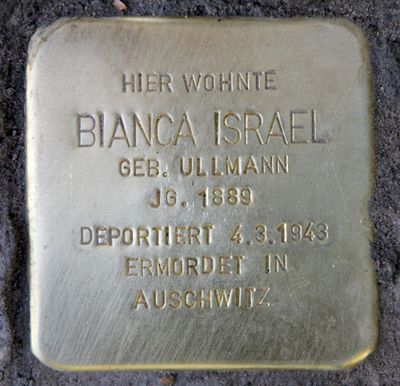 HIER WOHNTE
BIANCA ISRAEL
GEB. ULLMANN
JG. 1889
DEPORTIERT 4.3.1943
ERMORDET IN
AUSCHWITZ